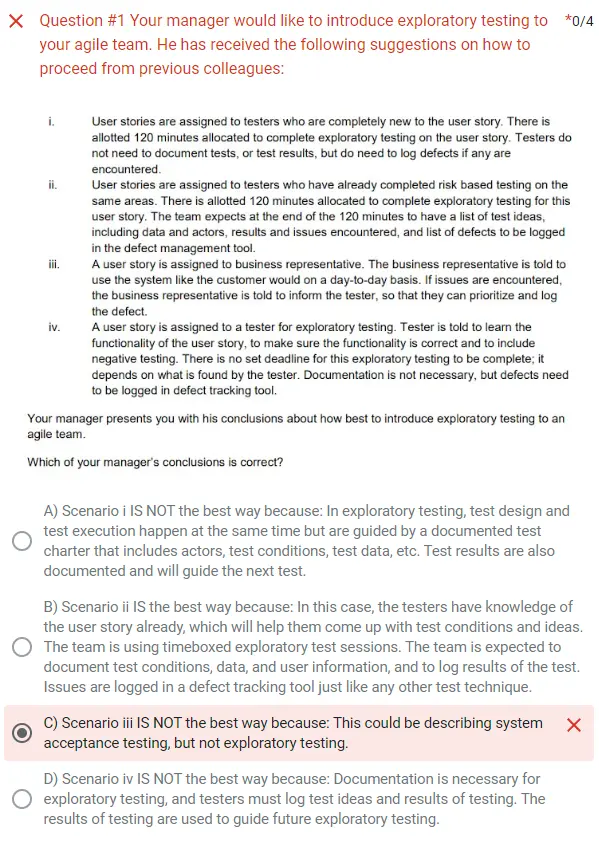 Question #1 Your manager would like to introduce exploratory testing to *0/4
your agile team. He has received the following suggestions on how to
proceed from previous colleagues:
i. User stories are assigned to testers who are completely new to the user story. There is
allotted 120 minutes allocated to complete exploratory testing on the user story. Testers do
not need to document tests, or test results, but do need to log defects if any are
encountered.
ii. User stories are assigned to testers who have already completed risk based testing on the
same areas. There is allotted 120 minutes allocated to complete exploratory testing for this
user story. The team expects at the end of the 120 minutes to have a list of test ideas,
including data and actors, results and issues encountered, and list of defects to be logged
in the defect management tool.
iii. A user story is assigned to business representative. The business representative is told to
use the system like the customer would on a day-to-day basis. If issues are encountered,
the business representative is told to inform the tester, so that they can prioritize and log
the defect.
iv. A user story is assigned to a tester for exploratory testing. Tester is told to learn the
functionality of the user story, to make sure the functionality is correct and to include
negative testing. There is no set deadline for this exploratory testing to be complete; it
depends on what is found by the tester. Documentation is not necessary, but defects need
to be logged in defect tracking tool.
Your manager presents you with his conclusions about how best to introduce exploratory testing to an
agile team.
Which of your manager's conclusions is correct?
A) Scenario i IS NOT the best way because: In exploratory testing, test design and
test execution happen at the same time but are guided by a documented test
charter that includes actors, test conditions, test data, etc. Test results are also
documented and will guide the next test.
B) Scenario ii IS the best way because: In this case, the testers have knowledge of
the user story already, which will help them come up with test conditions and ideas.
The team is using timeboxed exploratory test sessions. The team is expected to
document test conditions, data, and user information, and to log results of the test.
Issues are logged in a defect tracking tool just like any other test technique.
C) Scenario iii IS NOT the best way because: This could be describing system
acceptance testing, but not exploratory testing.
D) Scenario iv IS NOT the best way because: Documentation is necessary for
exploratory testing, and testers must log test ideas and results of testing. The
results of testing are used to guide future exploratory testing.